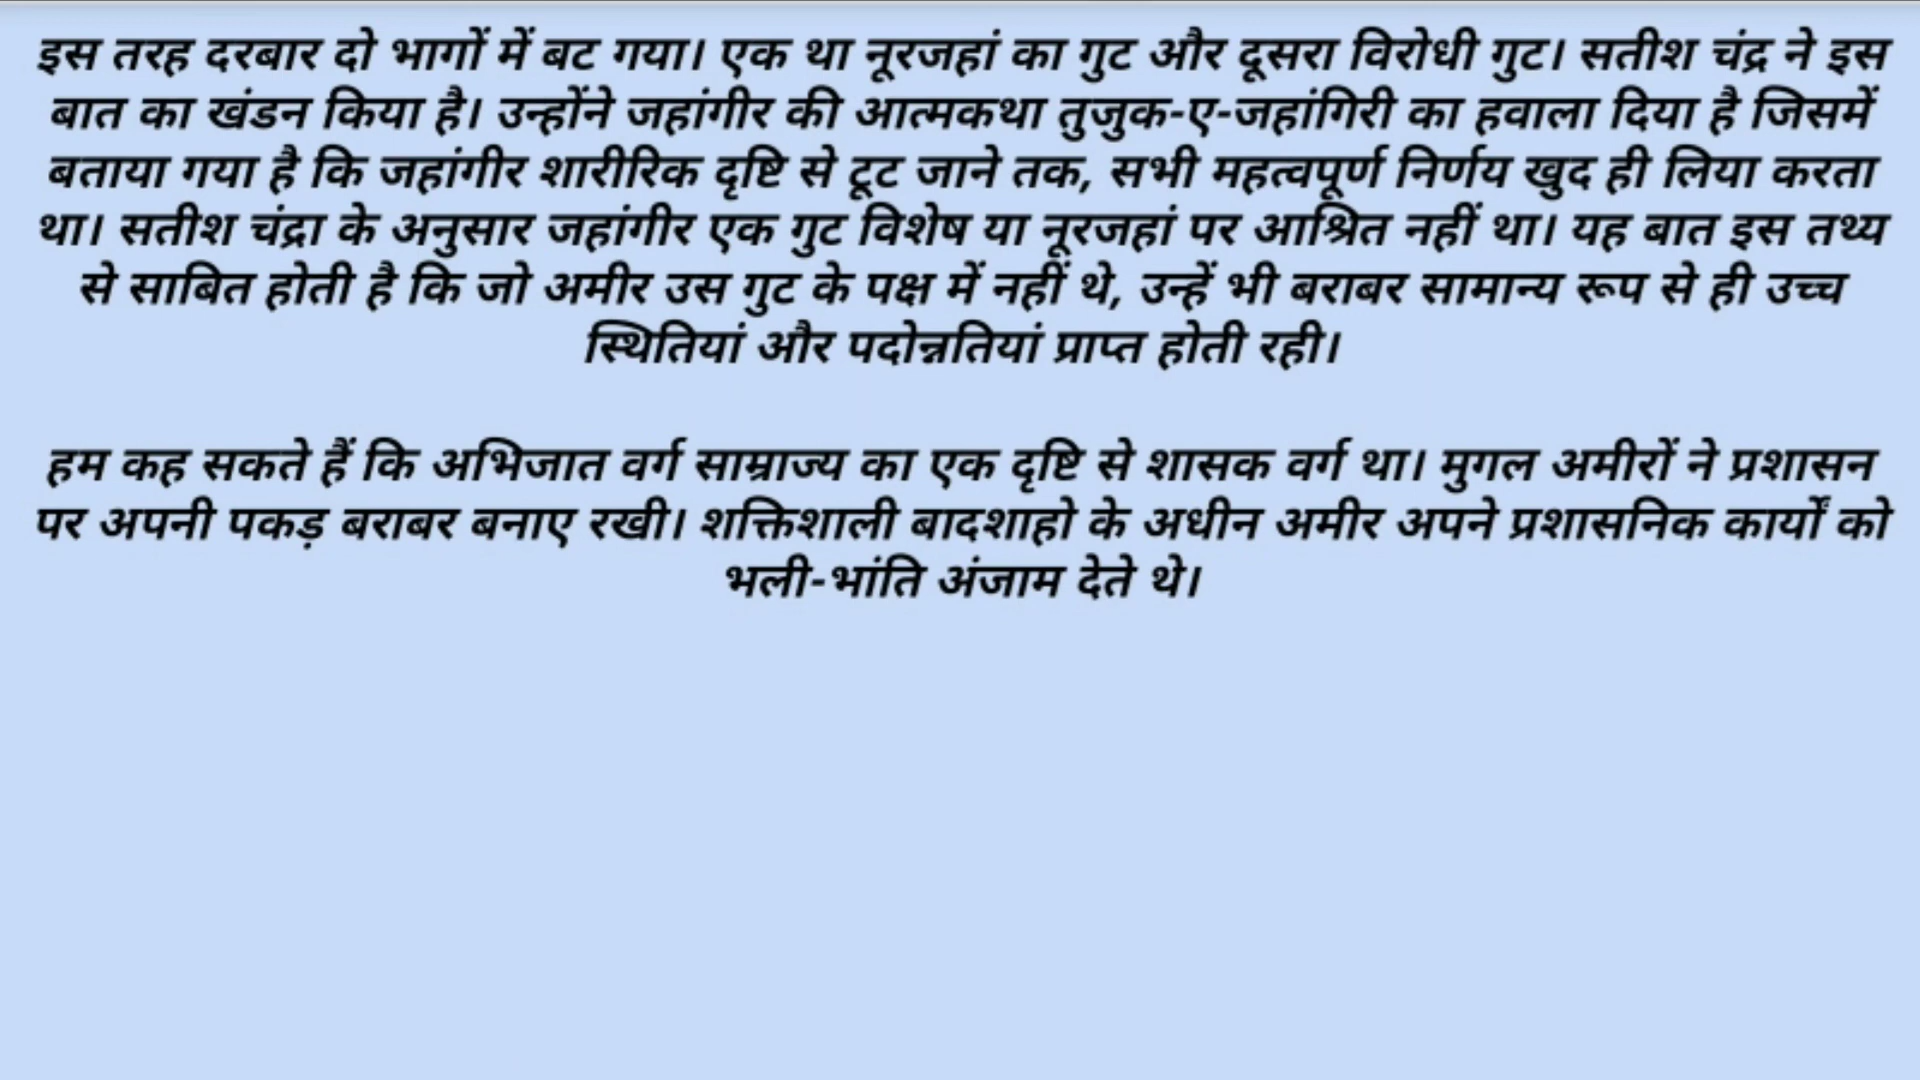 इस तरह दरबार दो भागों में बट गया। एक था नूरजहां का गुट और दूसरा विरोधी गुट। सतीश चंद्र ने इस
बात का खंडन किया है। उन्होंने जहांगीर की आत्मकथा तुजुक-ए-जहांगिरी का हवाला दिया है जिसमें
बताया गया है कि जहांगीर शारीरिक दृष्टि से टूट जाने तक, सभी महत्वपूर्ण निर्णय खुद ही लिया करता
था। सतीश चंद्रा के अनुसार जहांगीर एक गुट विशेष या नूरजहां पर आश्रित नहीं था। यह बात इस तथ्य
से साबित होती है कि जो अमीर उस गुट के पक्ष में नहीं थे, उन्हें भी बराबर सामान्य रूप से ही उच्च
स्थितियां और पदोन्नतियां प्राप्त होती रही।
हम कह सकते हैं कि अभिजात वर्ग साम्राज्य का एक दृष्टि से शासक वर्ग था। मुगल अमीरों ने प्रशासन
पर अपनी पकड़ बराबर बनाए रखी। शक्तिशाली बादशाहो के अधीन अमीर अपने प्रशासनिक कार्यों को
भली-भांति अंजाम देते थे।